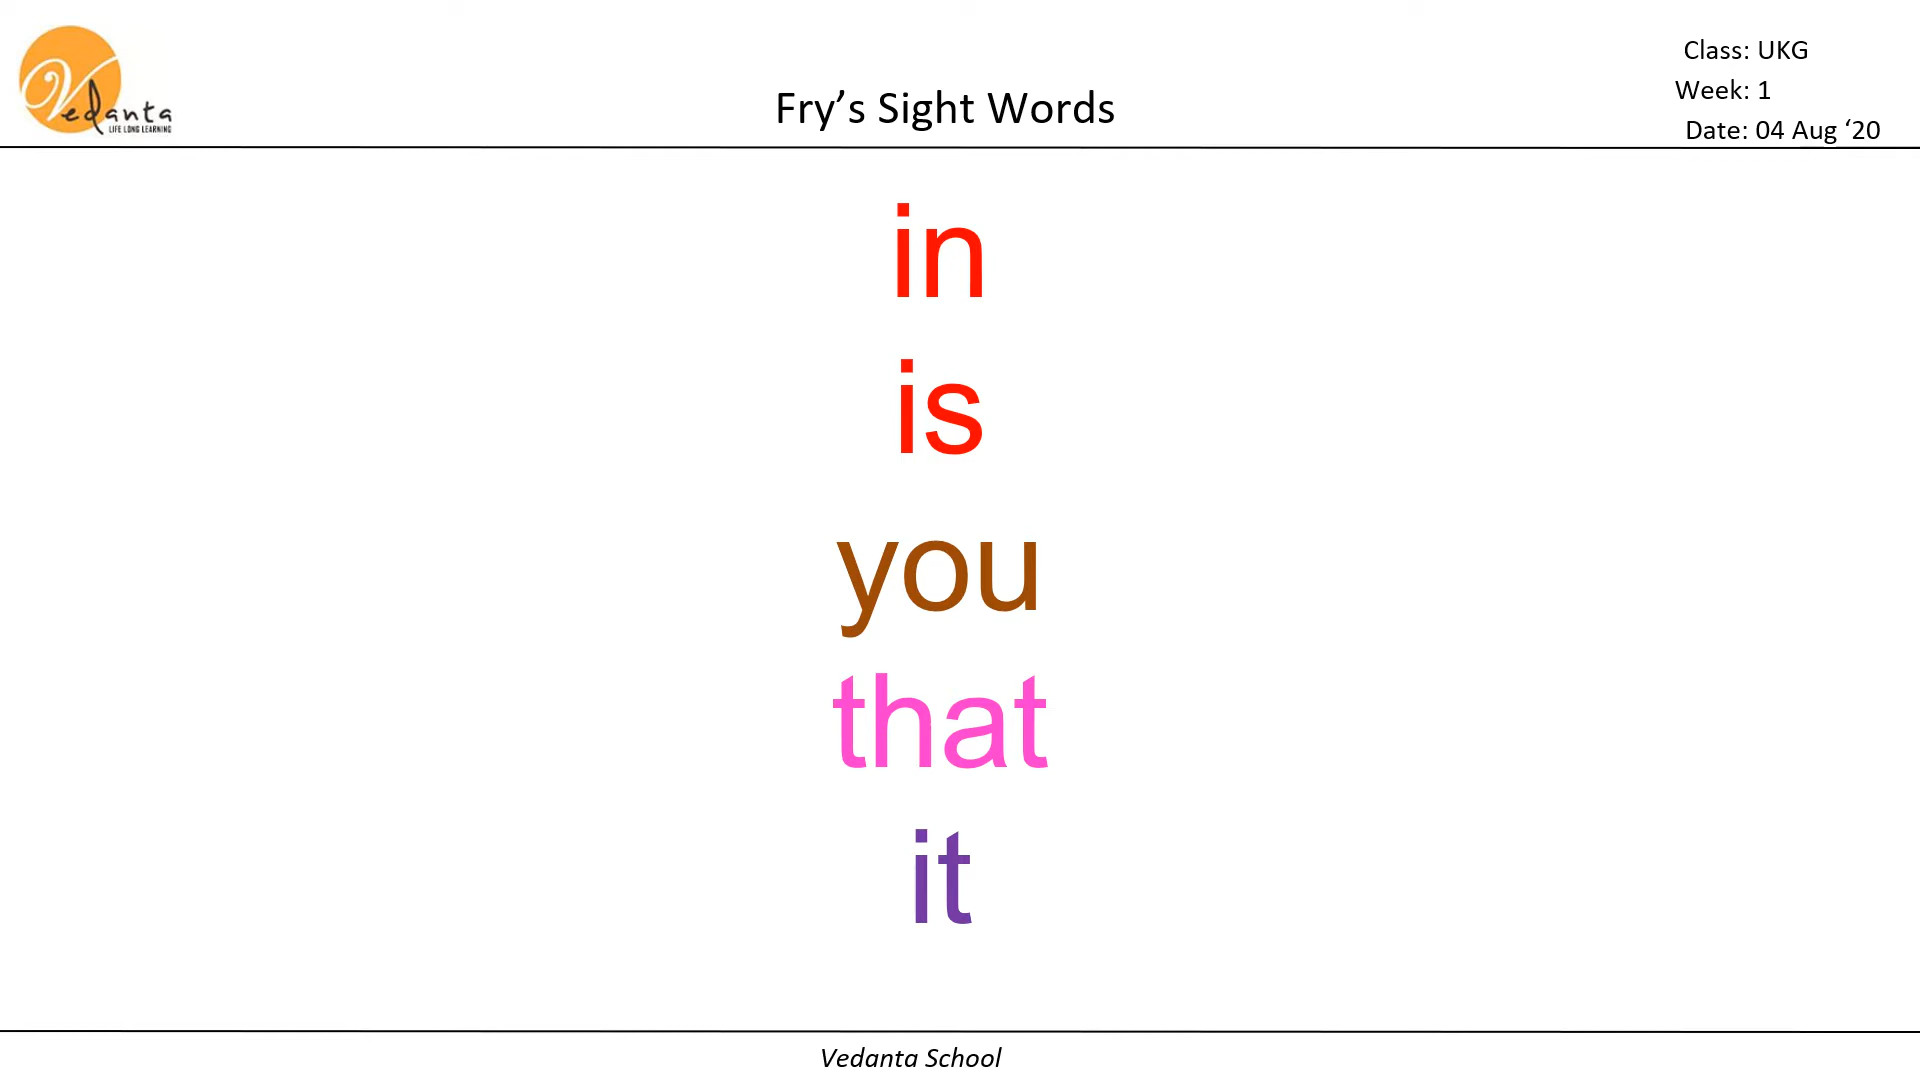 Vedanta
LIFE LONG LEARNING
Fry’s Sight Words
Class: UKG
Week: 1
Date: 04 Aug ‘20
in
is
you
that
it
Vedanta School